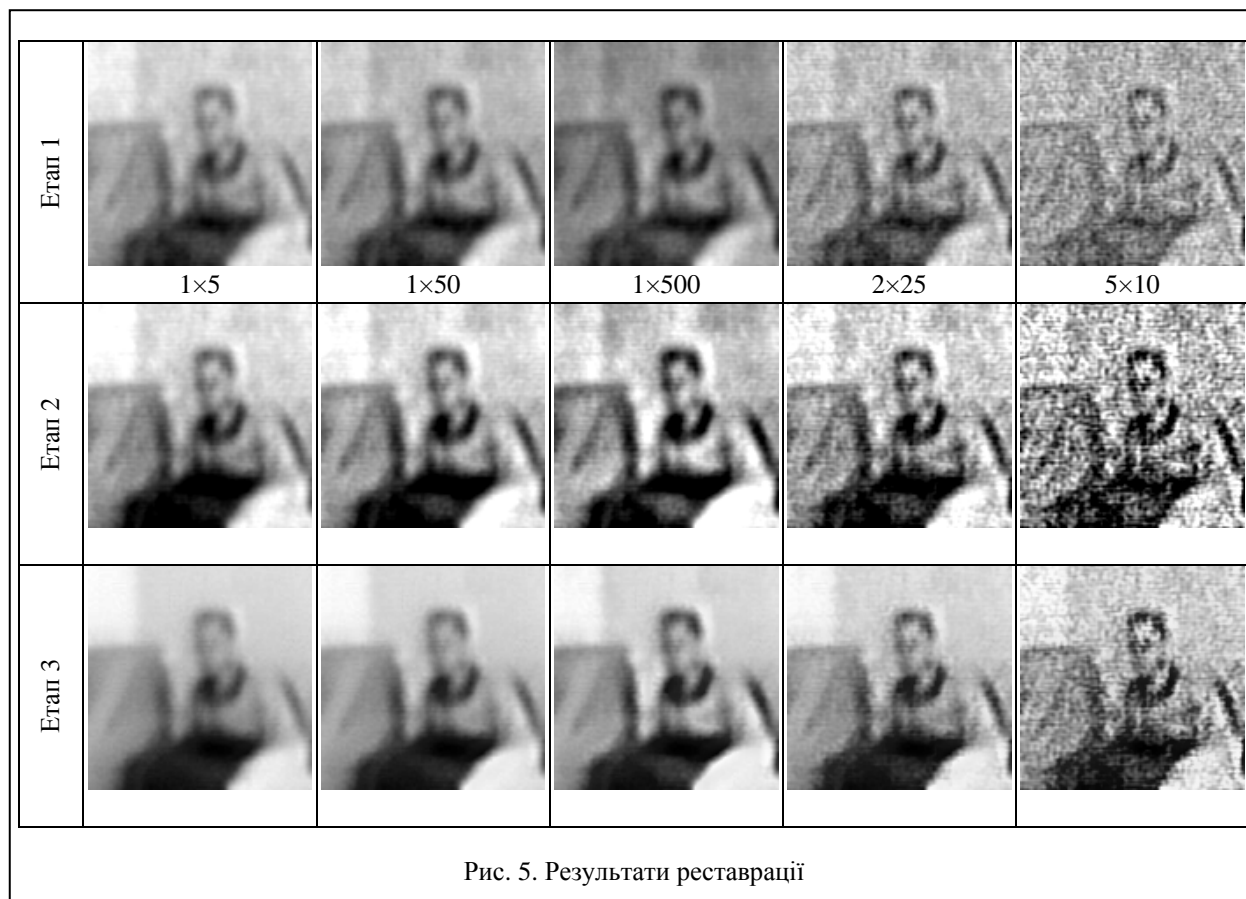 Етап 1
1×5
1×50
1×500
2×25
5×10
Етап 2
Етап 3
Рис. 5. Результати реставрації